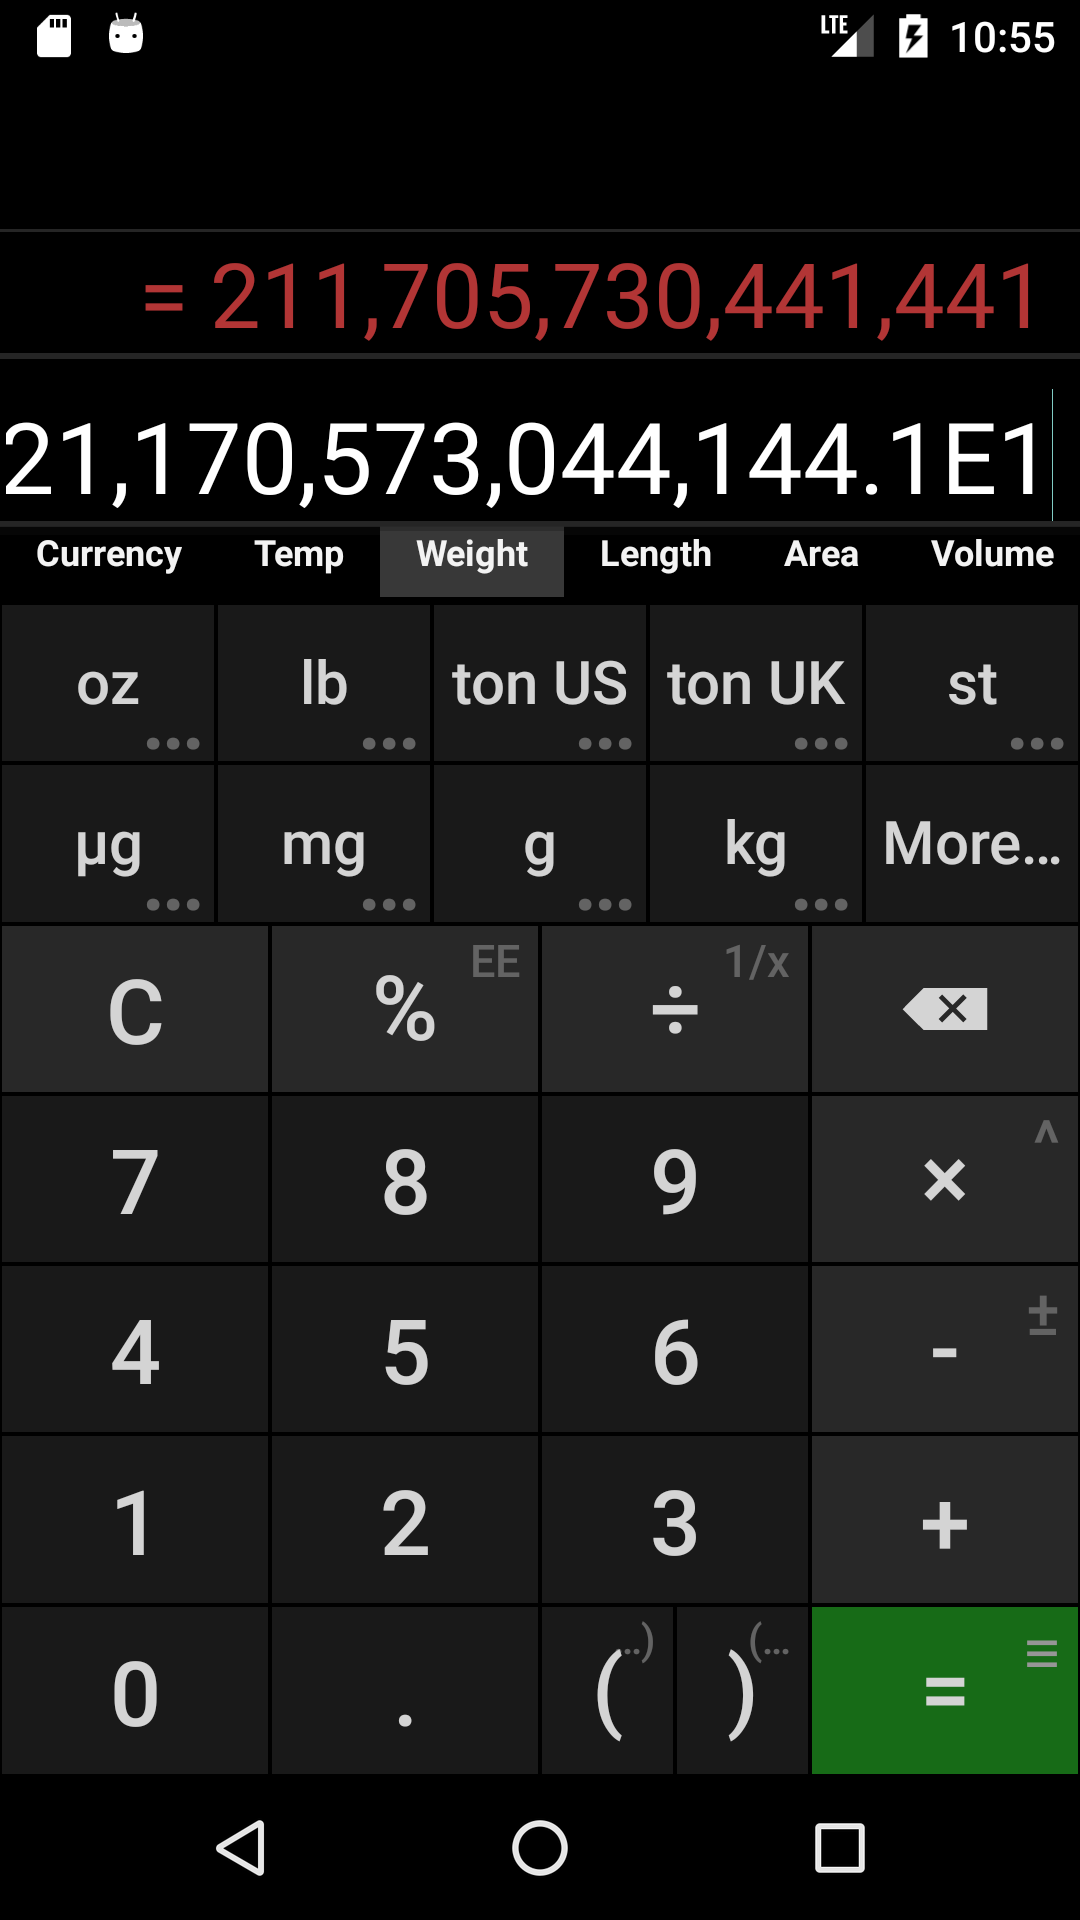 LTE 10:55
= 211,705,730,441,441
21,170,573,044,144.1E1
Currency Temp Weight Length Area Volume
oz lb ton US ton UK st
µg mg g kg More...
C % EE ÷ 1/x
7 8 9 × ^
4 5 6 - ±
1 2 3 +
0 . ( ..) ) (... = ≡